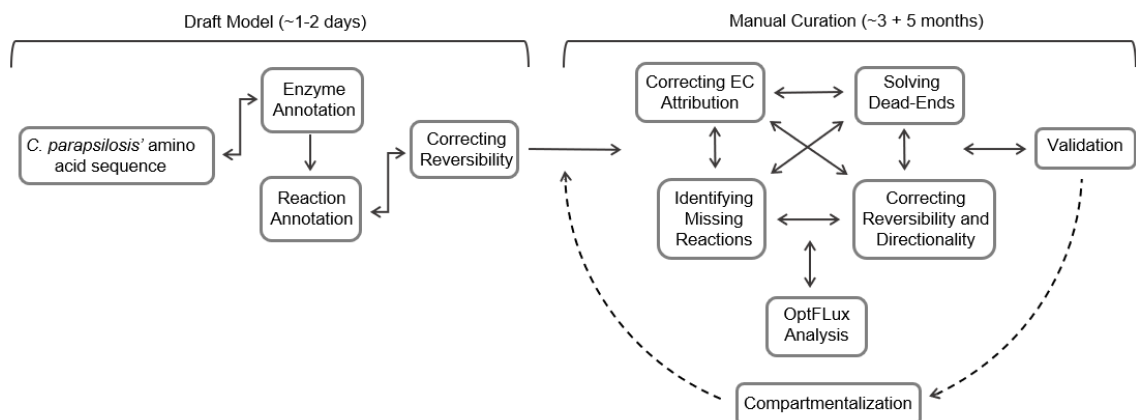 Draft Model (~1-2 days)
Manual Curation (~3 + 5 months)
C. parapsilosis’ amino
acid sequence
Enzyme
Annotation
Reaction
Annotation
Correcting
Reversibility
Correcting EC
Attribution
Solving
Dead-Ends
Identifying
Missing
Reactions
Correcting
Reversibility and
Directionality
Validation
OptFLux
Analysis
Compartmentalization